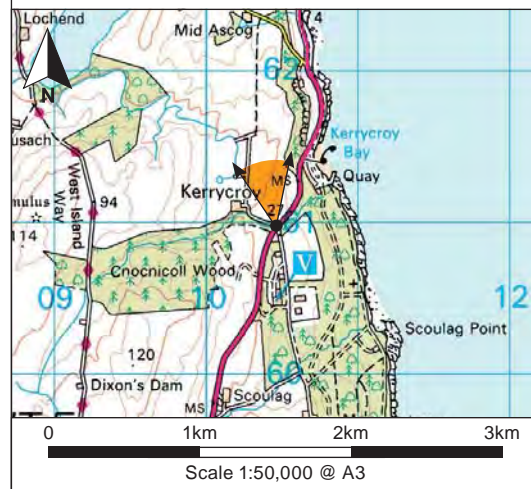 Lochend
4
Mid Ascog
62
N
usach
Kerrycroy
Bay
Quay
MS
Kerrycroy
27
61
mulus
West Island
Way
94
114
V
Cnocnicoll Wood
09
10
12
Scoulag Point
120
60
Dixon's Dam
MS
Scoulag
0
1km
2km
3km
Scale 1:50,000 @ A3